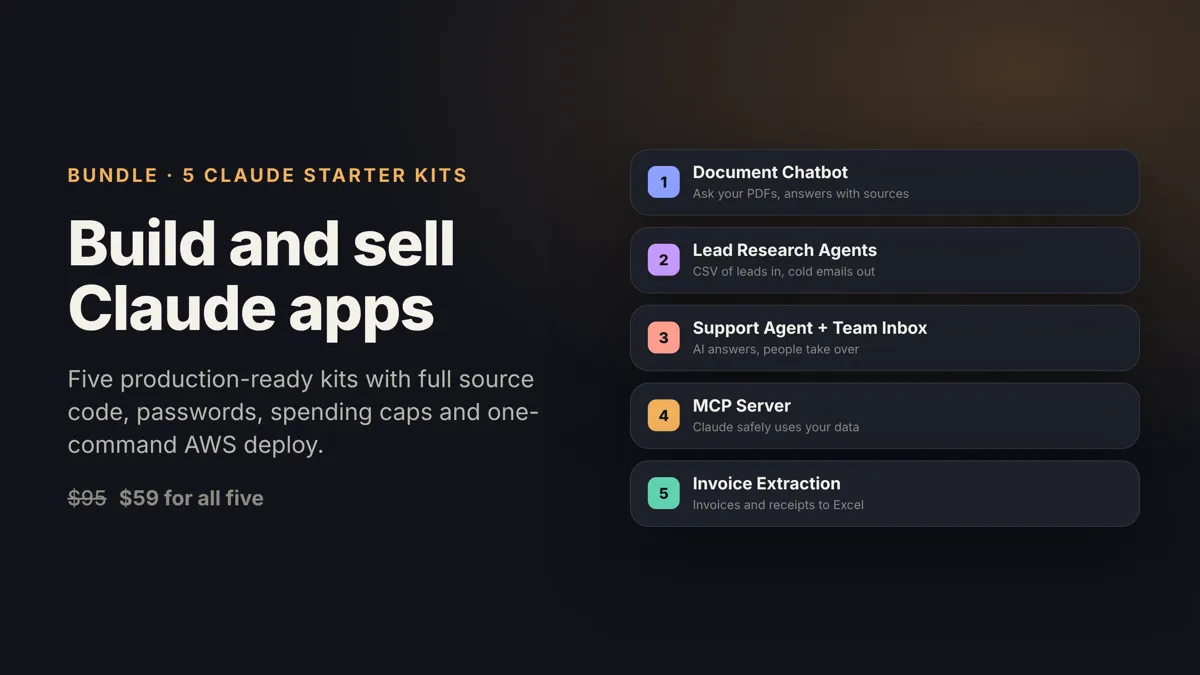 BUNDLE · 5 CLAUDE STARTER KITS
Build and sell
Claude apps
Five production-ready kits with full source
code, passwords, spending caps and one-
command AWS deploy.
$95 $59 for all five
1
Document Chatbot
Ask your PDFs, answers with sources
2
Lead Research Agents
CSV of leads in, cold emails out
3
Support Agent + Team Inbox
AI answers, people take over
4
MCP Server
Claude safely uses your data
5
Invoice Extraction
Invoices and receipts to Excel